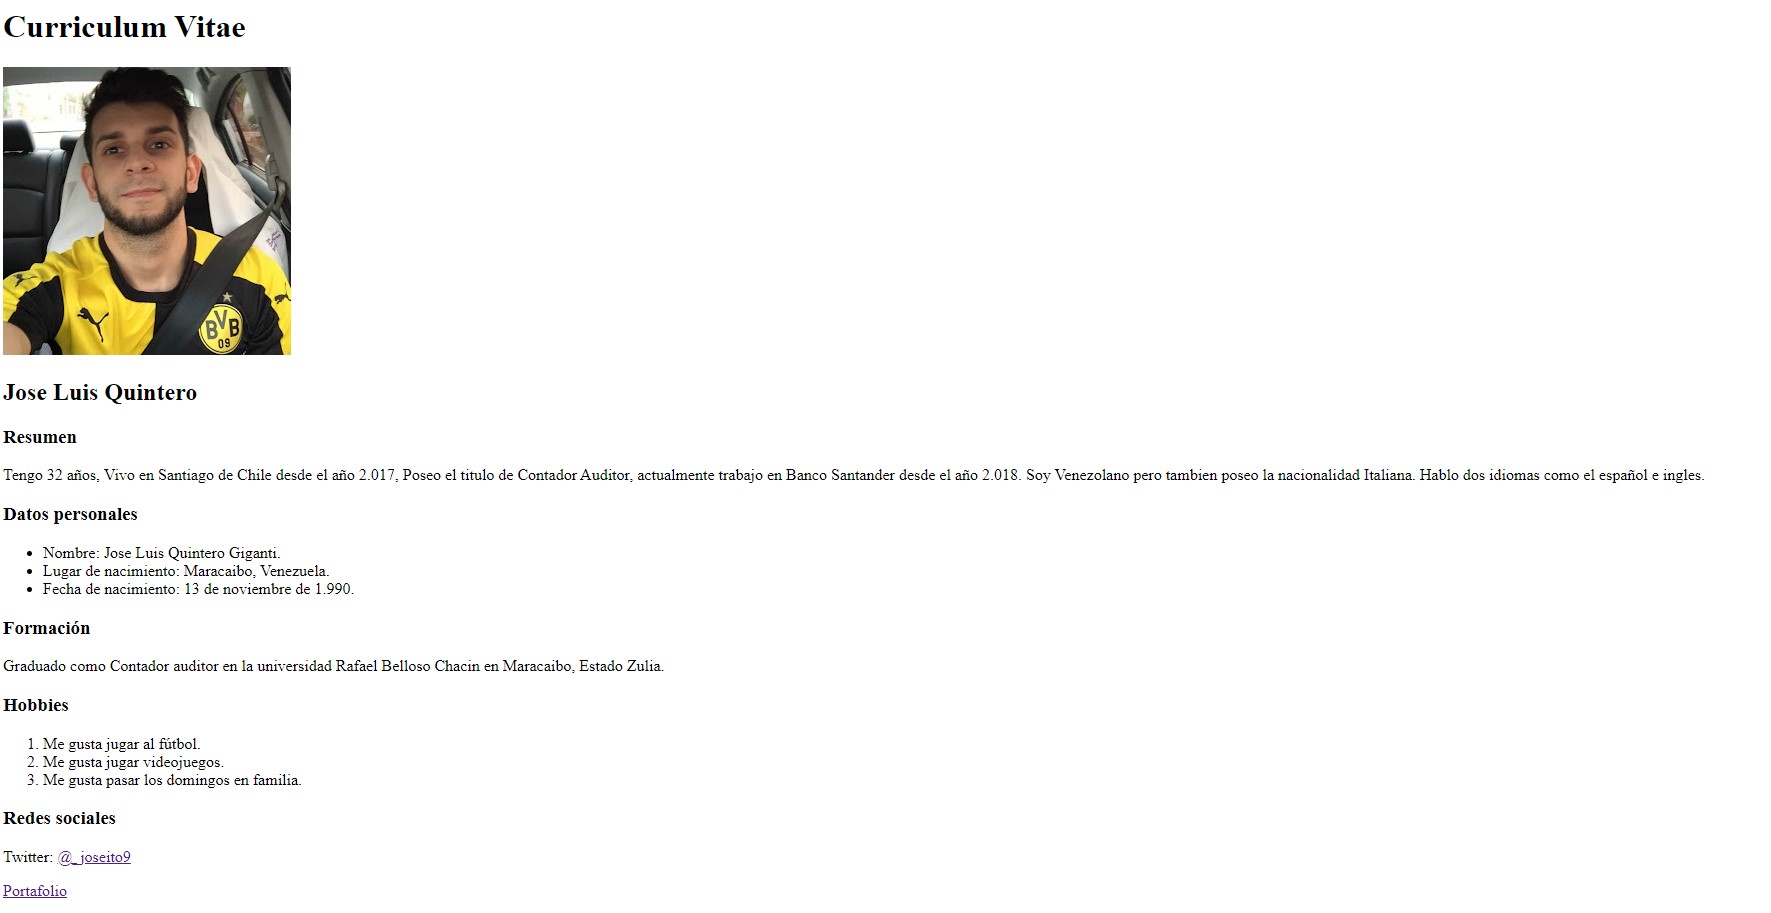 Curriculum Vitae
BVB
09
Jose Luis Quintero
Resumen
Tengo 32 años, Vivo en Santiago de Chile desde el año 2.017, Poseo el titulo de Contador Auditor, actualmente trabajo en Banco Santander desde el año 2.018. Soy Venezolano pero tambien poseo la nacionalidad Italiana. Hablo dos idiomas como el español e ingles.
Datos personales
• Nombre: Jose Luis Quintero Giganti.
• Lugar de nacimiento: Maracaibo, Venezuela.
• Fecha de nacimiento: 13 de noviembre de 1.990.
Formación
Graduado como Contador auditor en la universidad Rafael Belloso Chacin en Maracaibo, Estado Zulia.
Hobbies
1. Me gusta jugar al fútbol.
2. Me gusta jugar videojuegos.
3. Me gusta pasar los domingos en familia.
Redes sociales
Twitter: @_joseito9
Portafolio